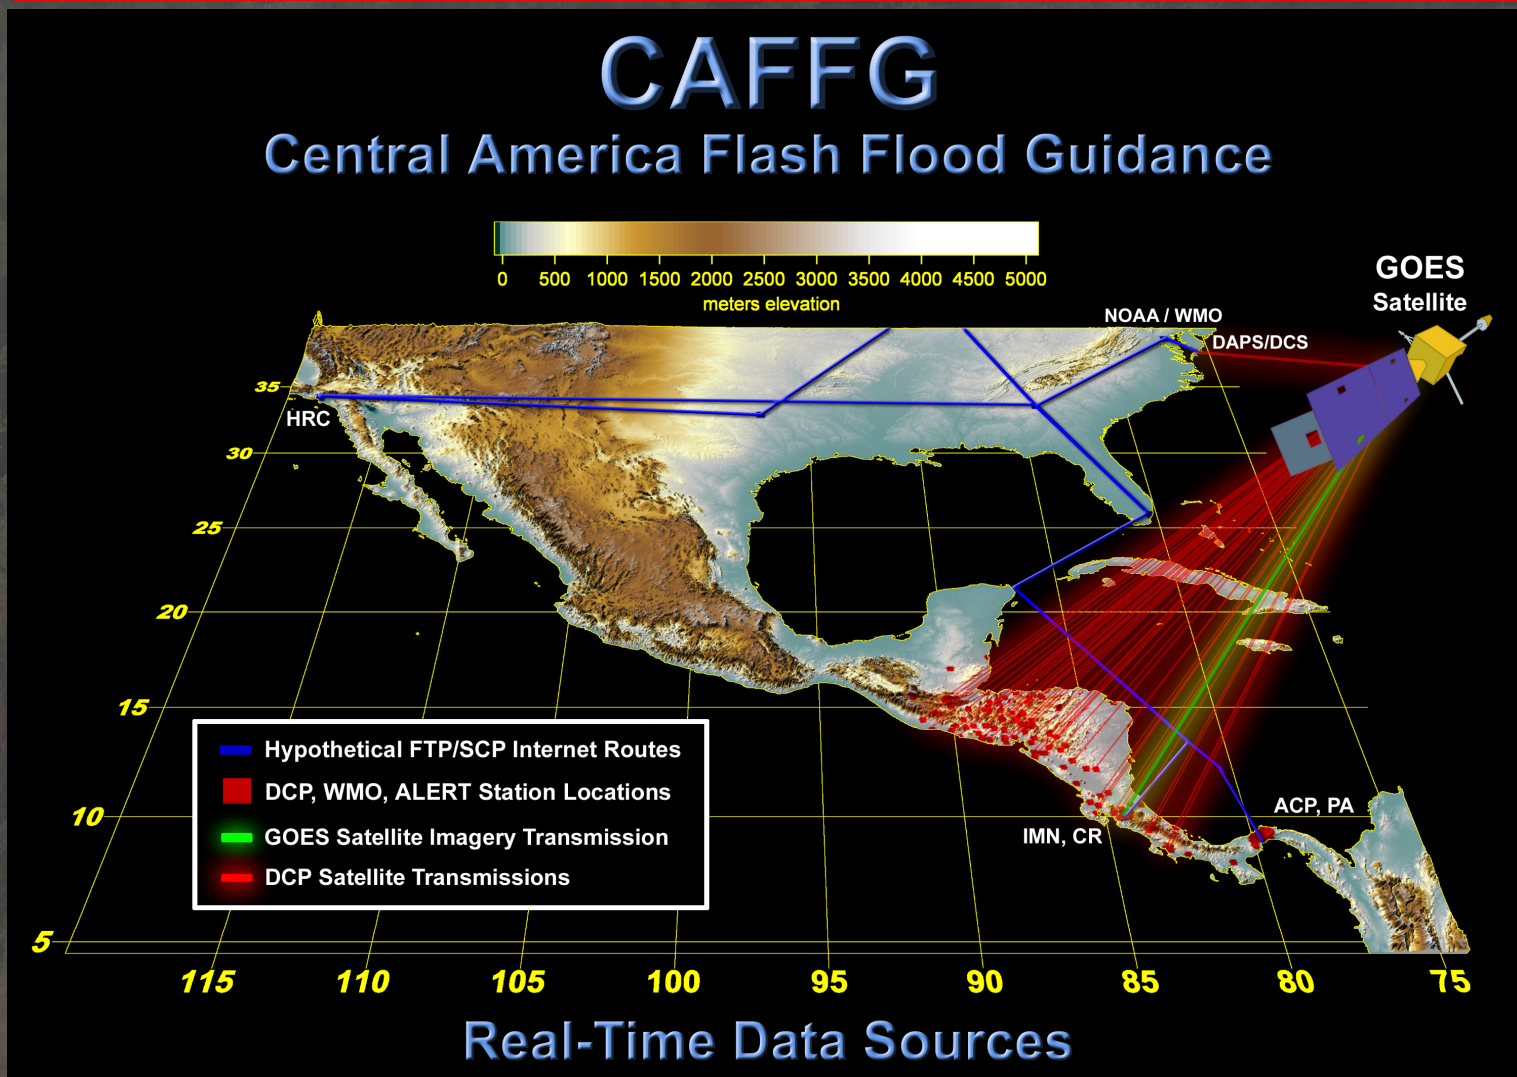 CAFFG
Central America Flash Flood Guidance
0 500 1000 1500 2000 2500 3000 3500 4000 4500 5000
meters elevation
GOES
Satellite
NOAA / WMO
DAPS/DCS
HRC
35
30
25
20
15
10
5
Hypothetical FTP/SCP Internet Routes
DCP, WMO, ALERT Station Locations
GOES Satellite Imagery Transmission
DCP Satellite Transmissions
IMN, CR
ACP, PA
115 110 105 100 95 90 85 80 75
Real-Time Data Sources